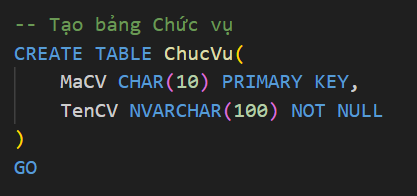 -- Tạo bảng Chức vụ
CREATE TABLE ChucVu(
    MaCV CHAR(10) PRIMARY KEY,
    TenCV NVARCHAR(100) NOT NULL
)
GO